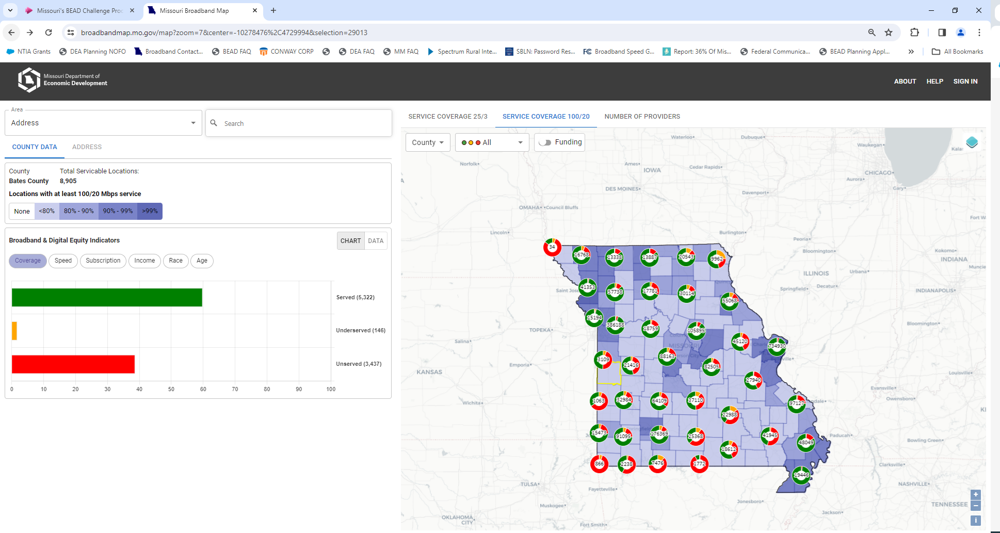 Missouri's BEAD Challenge Proc
Missouri Broadband Map
broadbandmap.mo.gov/map?zoom=7&center=-10278476%2C4729994&selection=29013
NTIA Grants
DEA Planning NOFO
Broadband Contact...
BEAD FAQ
CONWAY CORP
DEA FAQ
MM FAQ
Spectrum Rural Inte...
SBLN: Password Res...
FC Broadband Speed G...
Report: 36% Of Mis...
Federal Communica...
BEAD Planning Appl...
All Bookmarks
Missouri Department of
Economic Development
ABOUT
HELP
SIGN IN
Area
Address
Search
COUNTY DATA
ADDRESS
County
Total Servicable Locations:
Bates County
8,905
Locations with at least 100/20 Mbps service
None
<80%
80% - 90%
90% - 99%
>99%
Broadband & Digital Equity Indicators
CHART
DATA
Coverage
Speed
Subscription
Income
Race
Age
Served (5,322)
Underserved (146)
Unserved (3,437)
0 10 20 30 40 50 60 70 80 90 100
SERVICE COVERAGE 25/3
SERVICE COVERAGE 100/20
NUMBER OF PROVIDERS
County
All
Funding
Waterloo
Dubuque
Waukegan
Kalar
Norfolk
Ames
IOWA
Cedar Rapids
CHICAGO
Aurora
DES MOINES
Davenport
Gary
OMAHA
Council Bluffs
Fort W
Lincoln
Burlington
Peoria
Bloomington
Kokomo
INDIANA
Muncie
ILLINOIS
Urbana
Springfield
Decatur
INDIANAPOLIS
Saint Jose
TOPEKA
Bloomington
Salina
MISSOURI
Belleville
Emporia
KANSAS
Louisville
Evansville
Owensboro
Wichita
Paducah
Bowling Green
Clarksville
TULSA
Fayetteville
NASHVILLE
Muskogee
Jonesboro
TENNESSEE
OKLAHOMA
CITY
Jackson
Fort Smith
34
16768
13338
13887
20543
9962
41353
57738
17781
30114
55068
15194
386188
18759
105895
45120
734930
3109
21416
88163
82505
27940
1063
32984
64109
37110
22988
97127
15473
91095
176369
25368
41945
48049
18612
866
2238
7476
1772
19446
+
−
i